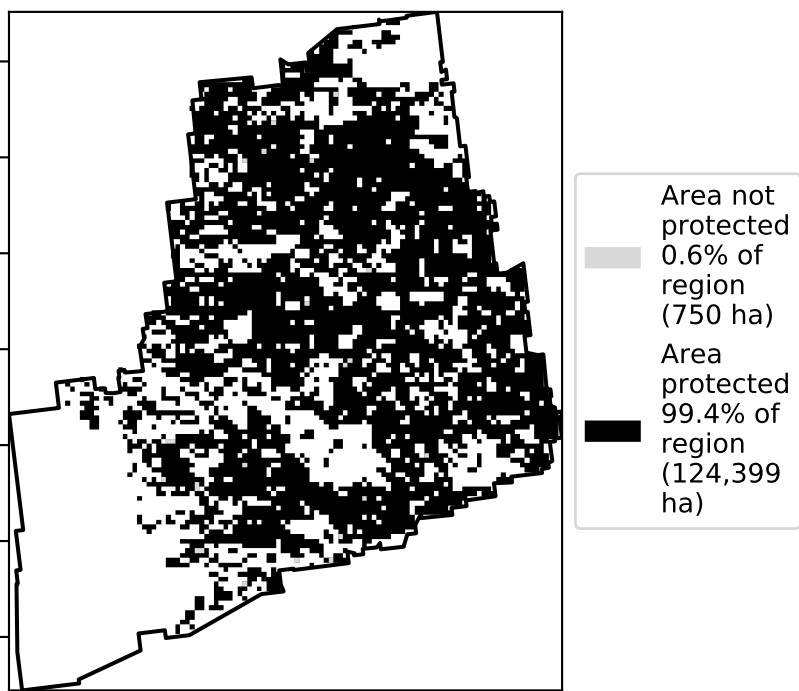 Area not
protected
0.6% of
region
(750 ha)
Area
protected
99.4% of
region
(124,399
ha)